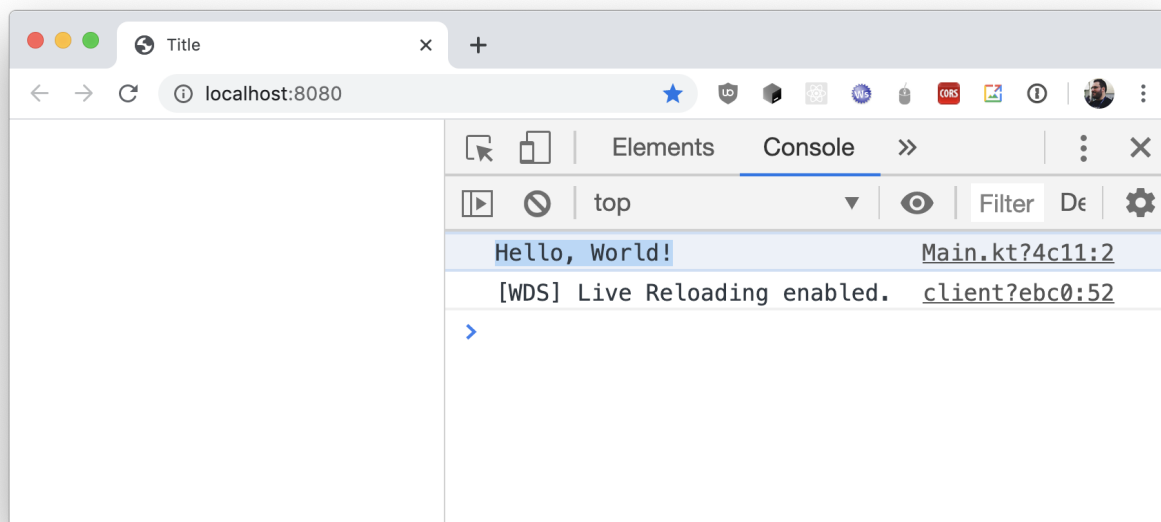 Title
localhost:8080
CORS
Elements Console
top Filter De
Hello, World! Main.kt?4c11:2
[WDS] Live Reloading enabled. client?ebc0:52